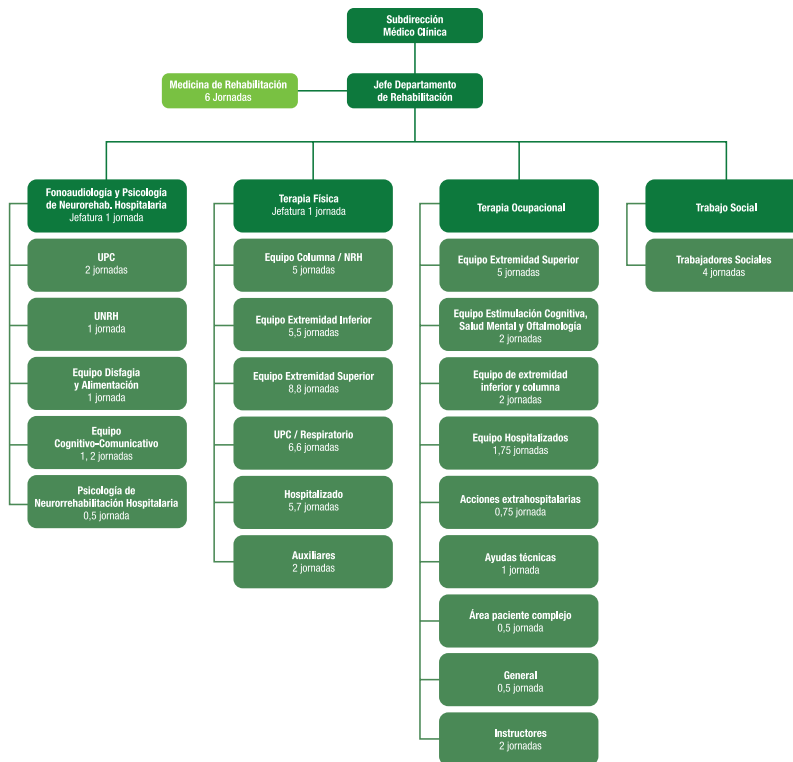 Subdirección
Médico Clínica
Medicina de Rehabilitación
6 Jornadas
Jefe Departamento
de Rehabilitación
Fonoaudiología y Psicología
de Neurorehab. Hospitalaria
Jefatura 1 jornada
UPC
2 jornadas
UNRH
1 jornada
Equipo Disfagia
y Alimentación
1 jornada
Equipo
Cognitivo-Comunicativo
1, 2 jornadas
Psicología de
Neurorrehabilitación Hospitalaria
0,5 jornada
Terapia Física
Jefatura 1 jornada
Equipo Columna / NRH
5 jornadas
Equipo Extremidad Inferior
5,5 jornadas
Equipo Extremidad Superior
8,8 jornadas
UPC / Respiratorio
6,6 jornadas
Hospitalizado
5,7 jornadas
Auxiliares
2 jornadas
Terapia Ocupacional
Equipo Extremidad Superior
5 jornadas
Equipo Estimulación Cognitiva,
Salud Mental y Oftalmología
2 jornadas
Equipo de extremidad
inferior y columna
2 jornadas
Equipo Hospitalizados
1,75 jornadas
Acciones extrahospitalarias
0,75 jornada
Ayudas técnicas
1 jornada
Área paciente complejo
0,5 jornada
General
0,5 jornada
Instructores
2 jornadas
Trabajo Social
Trabajadores Sociales
4 jornadas